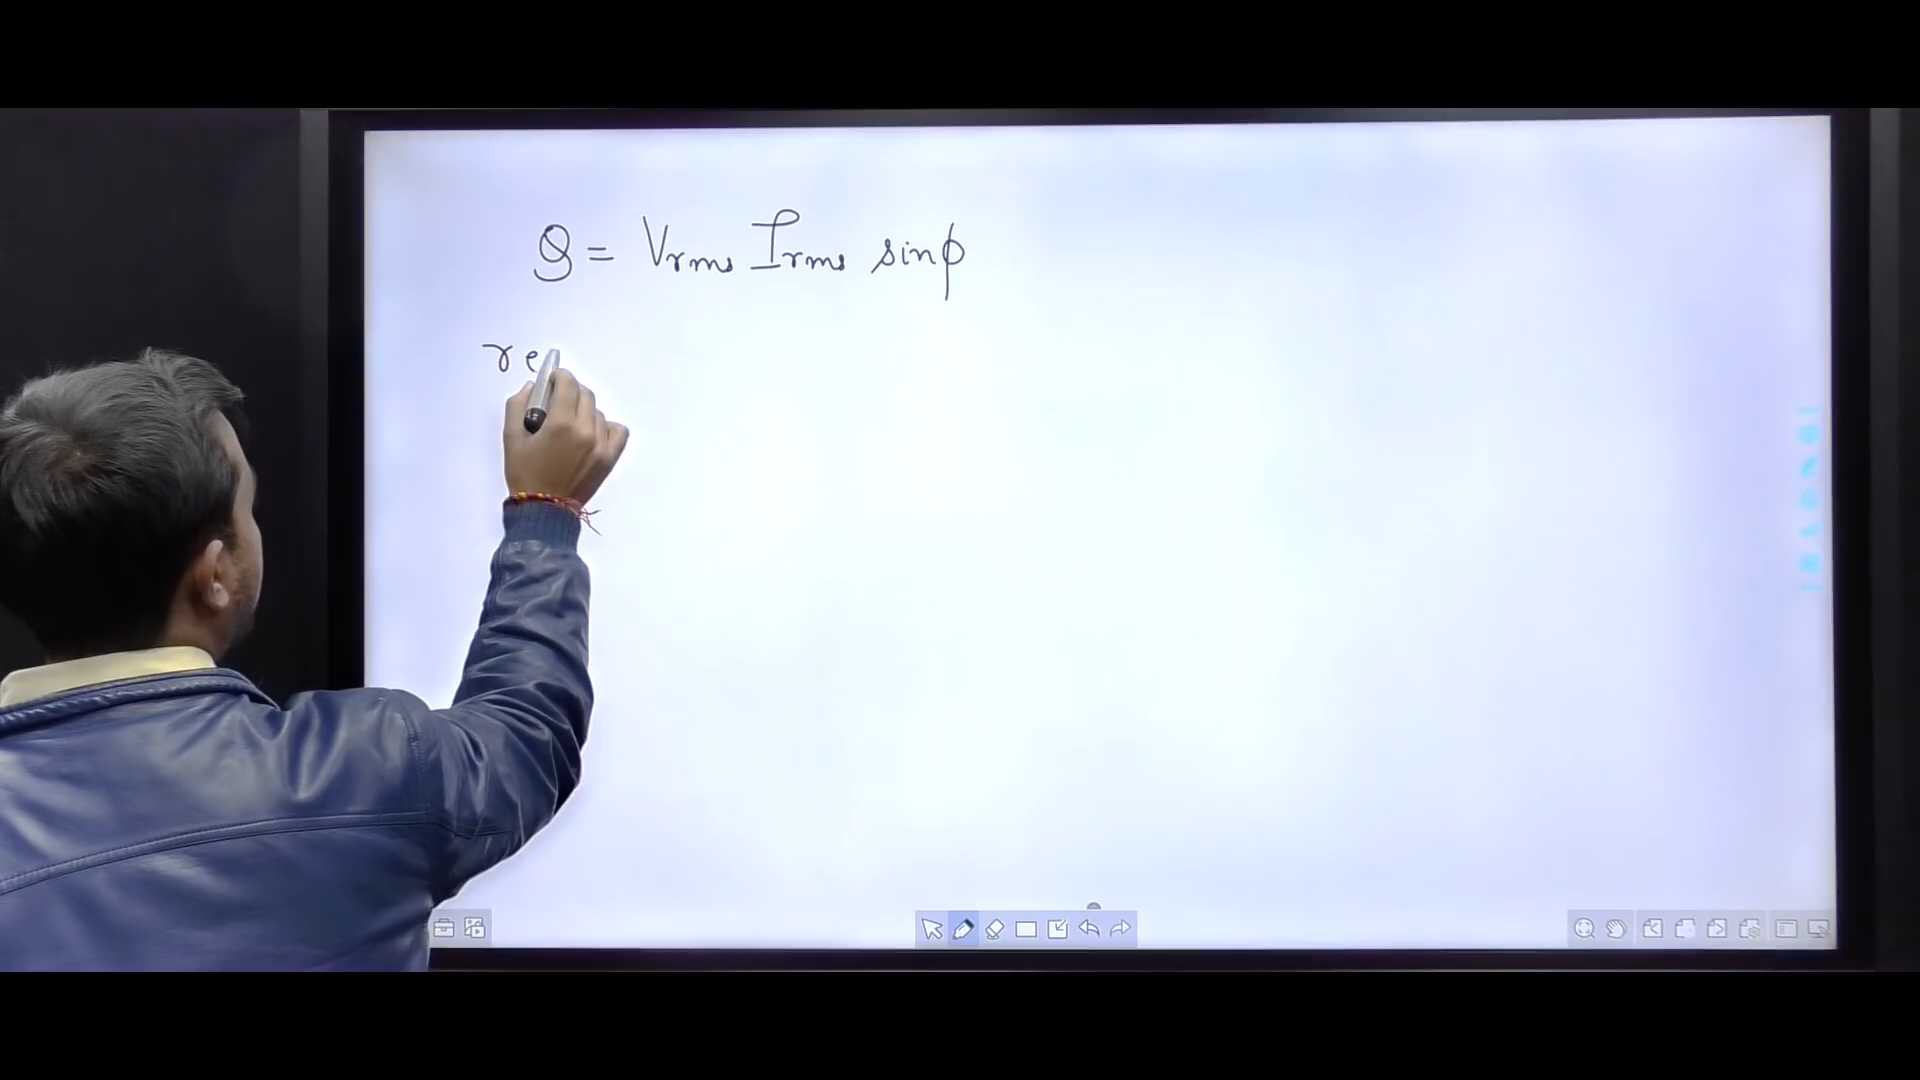 Q = Vrms Irms sinϕ
re